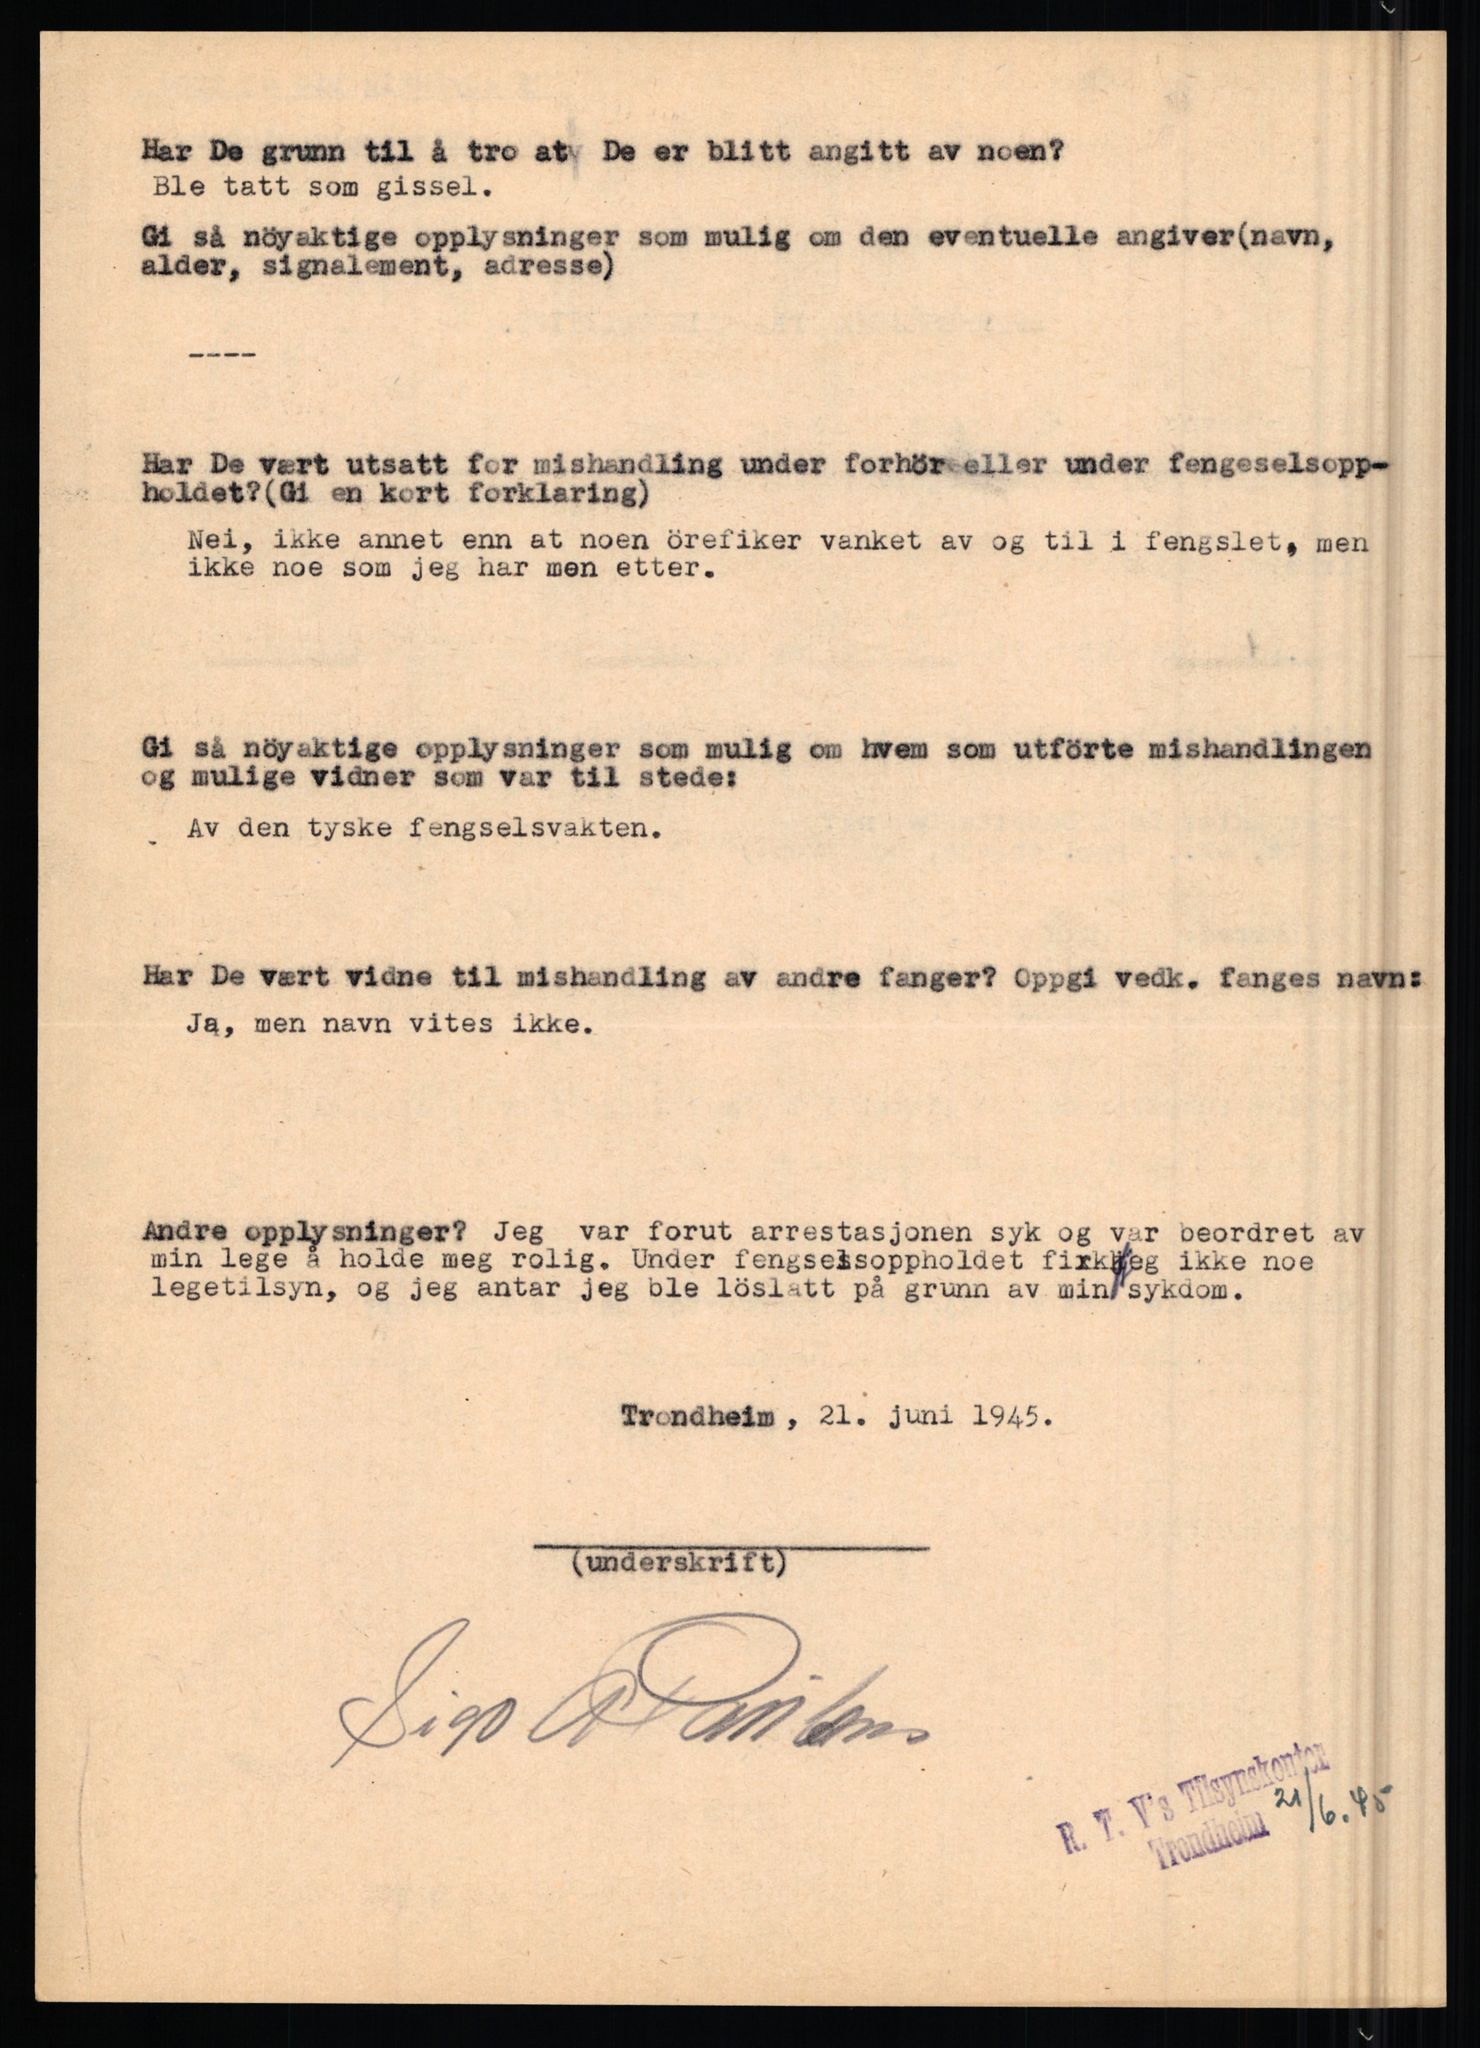 Har De grunn til å tro at De er blitt angitt av noen?
Ble tatt som gissel.
Gi så nöyaktige opplysninger som mulig om den eventuelle angiver(navn,
alder, signalement, adresse)
----
Har De vært utsatt for mishandling under forhör eller under fengeselsopp-
holdet?(Gi en kort forklaring)
Nei, ikke annet enn at noen örefiker vanket av og til i fengslet, men
ikke noe som jeg har men etter.
Gi så nöyaktige opplysninger som mulig om hvem som utförte mishandlingen
og mulige vidner som var til stede:
Av den tyske fengselsvakten.
Har De vært vidne til mishandling av andre fanger? Oppgi vedk. fanges navn:
Ja, men navn vites ikke.
Andre opplysninger? Jeg var forut arrestasjonen syk og var beordret av
min lege å holde meg rolig. Under fengselsoppholdet firk jeg ikke noe
legetilsyn, og jeg antar jeg ble löslatt på grunn av min sykdom.
Trondheim, 21. juni 1945.
(underskrift)
R. T. V's Tilsynskontor
Trondheim 21/6.45